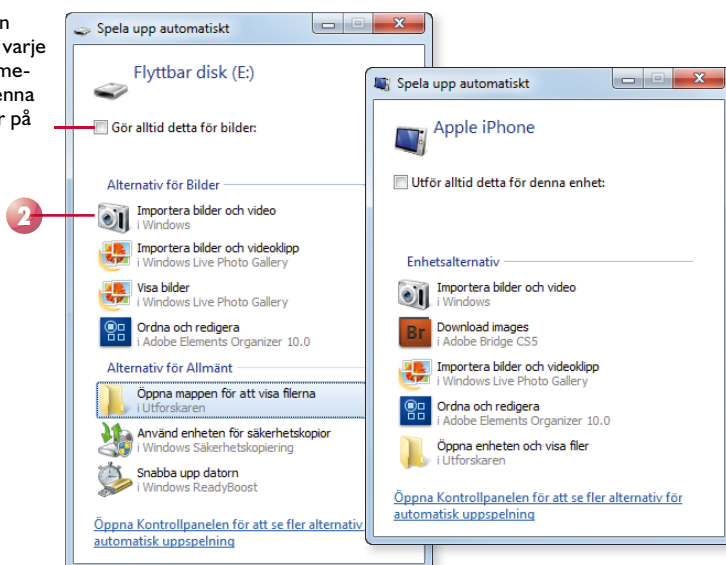 n
varje
me-
enna
r på
2
Spela upp automatiskt
Flyttbar disk (E:)
Gör alltid detta för bilder:
Alternativ för Bilder
Importera bilder och video
i Windows
Importera bilder och videoklipp
i Windows Live Photo Gallery
Visa bilder
i Windows Live Photo Gallery
Ordna och redigera
i Adobe Elements Organizer 10.0
Alternativ för Allmänt
Öppna mappen för att visa filerna
i Utforskaren
Använd enheten för säkerhetskopior
i Windows Säkerhetskopiering
Snabba upp datorn
i Windows ReadyBoost
Öppna Kontrollpanelen för att se fler alternativ
automatisk uppspelning
Spela upp automatiskt
Apple iPhone
Utför alltid detta för denna enhet:
Enhetsalternativ
Importera bilder och video
i Windows
Br
Download images
i Adobe Bridge CS5
Importera bilder och videoklipp
i Windows Live Photo Gallery
Ordna och redigera
i Adobe Elements Organizer 10.0
Öppna enheten och visa filer
i Utforskaren
Öppna Kontrollpanelen för att se fler alternativ för
automatisk uppspelning